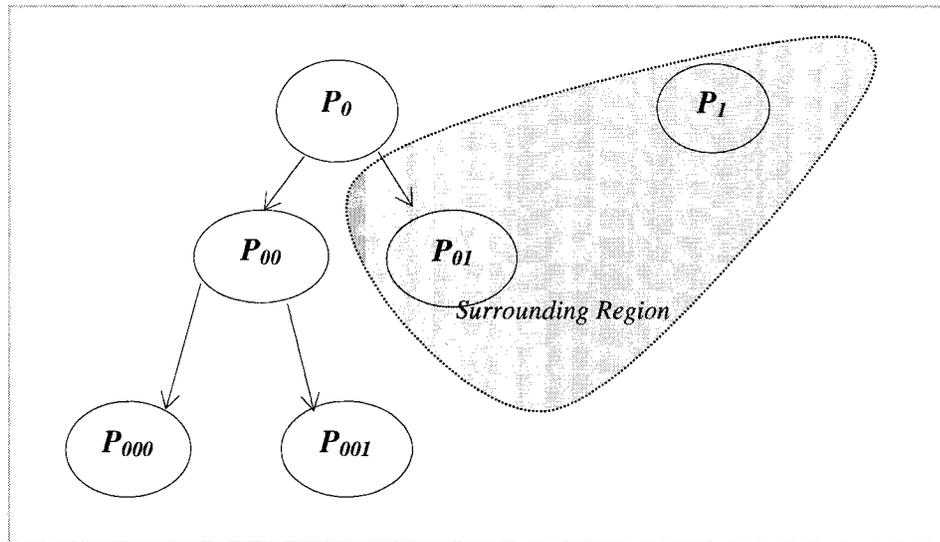 P₀
P₁
P₀₀
P₀₁
Surrounding Region
P₀₀₀
P₀₀₁